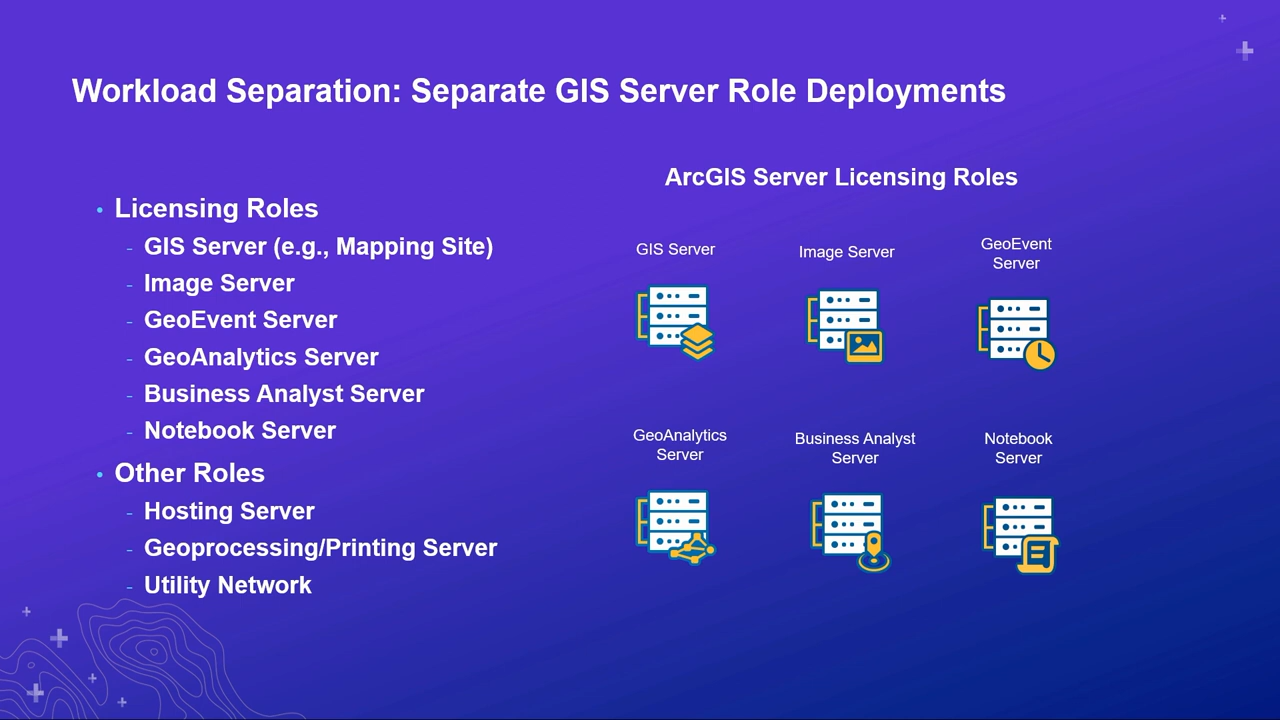 Workload Separation: Separate GIS Server Role Deployments
• Licensing Roles
- GIS Server (e.g., Mapping Site)
- Image Server
- GeoEvent Server
- GeoAnalytics Server
- Business Analyst Server
- Notebook Server
• Other Roles
- Hosting Server
- Geoprocessing/Printing Server
- Utility Network
ArcGIS Server Licensing Roles
GIS Server
Image Server
GeoEvent
Server
GeoAnalytics
Server
Business Analyst
Server
Notebook
Server